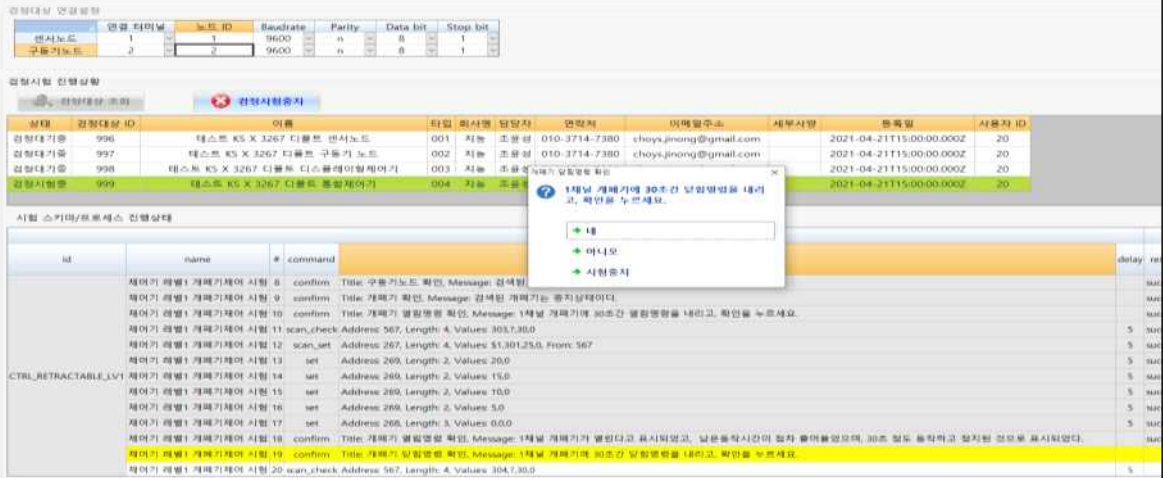 검정대상 연결설정
연결 터미널 노드 ID Baudrate Parity Data bit Stop bit
센서노드 1 1 9600 n 8 1
구동기노드 2 2 9600 n 8 1
검정시험 진행상황
검정대상 조회 검정시험중지
상태 검정대상 ID 이름 타입 회사명 담당자 연락처 이메일주소 세부사양 등록일 사용자 ID
검정대기중 996 테스트 KS X 3267 디폴트 센서노드 001 지농 조윤성 010-3714-7380 choys.jinong@gmail.com 2021-04-21T15:00:00.000Z 20
검정대기중 997 테스트 KS X 3267 디폴트 구동기 노드 002 지농 조윤성 010-3714-7380 choys.jinong@gmail.com 2021-04-21T15:00:00.000Z 20
검정대기중 998 테스트 KS X 3267 디폴트 디스플레이형제어기 003 지농 조윤성 2021-04-21T15:00:00.000Z 20
검정시험중 999 테스트 KS X 3267 디폴트 통합제어기 004 지농 조윤성 2021-04-21T15:00:00.000Z 20
개폐기 닫힘명령 확인
1채널 개폐기에 30초간 닫힘명령을 내리
고, 확인을 누르세요.
네
아니오
시험중지
시험 스키마/프로세스 진행상태
id name # command delay
제어기 레벨1 개폐기제어 시험 8 confirm Title: 구동기노드 확인, Message: 검색된
제어기 레벨1 개폐기제어 시험 9 confirm Title: 개폐기 확인, Message: 검색된 개폐기는 중지상태이다.
제어기 레벨1 개폐기제어 시험 10 confirm Title: 개폐기 열림명령 확인, Message: 1채널 개폐기에 30초간 열림명령을 내리고, 확인을 누르세요.
제어기 레벨1 개폐기제어 시험 11 scan_check Address: 567, Length: 4, Values: 303,?,30,0 5
제어기 레벨1 개폐기제어 시험 12 scan_set Address: 267, Length: 4, Values: $1,301,25,0, From: 567 5
제어기 레벨1 개폐기제어 시험 13 set Address: 269, Length: 2, Values: 20,0 5
CTRL_RETRACTABLE_LV1 제어기 레벨1 개폐기제어 시험 14 set Address: 269, Length: 2, Values: 15,0 5
제어기 레벨1 개폐기제어 시험 15 set Address: 269, Length: 2, Values: 10,0 5
제어기 레벨1 개폐기제어 시험 16 set Address: 269, Length: 2, Values: 5,0 5
제어기 레벨1 개폐기제어 시험 17 set Address: 268, Length: 3, Values: 0,0,0 5
제어기 레벨1 개폐기제어 시험 18 confirm Title: 개폐기 열림명령 확인, Message: 1채널 개폐기가 열린다고 표시되었고, 남은동작시간이 점차 줄어들었으며, 30초 정도 동작하고 정지된 것으로 표시되었다.
제어기 레벨1 개폐기제어 시험 19 confirm Title: 개폐기 닫힘명령 확인, Message: 1채널 개폐기에 30초간 닫힘명령을 내리고, 확인을 누르세요.
제어기 레벨1 개폐기제어 시험 20 scan_check Address: 567, Length: 4, Values: 304,?,30,0 5